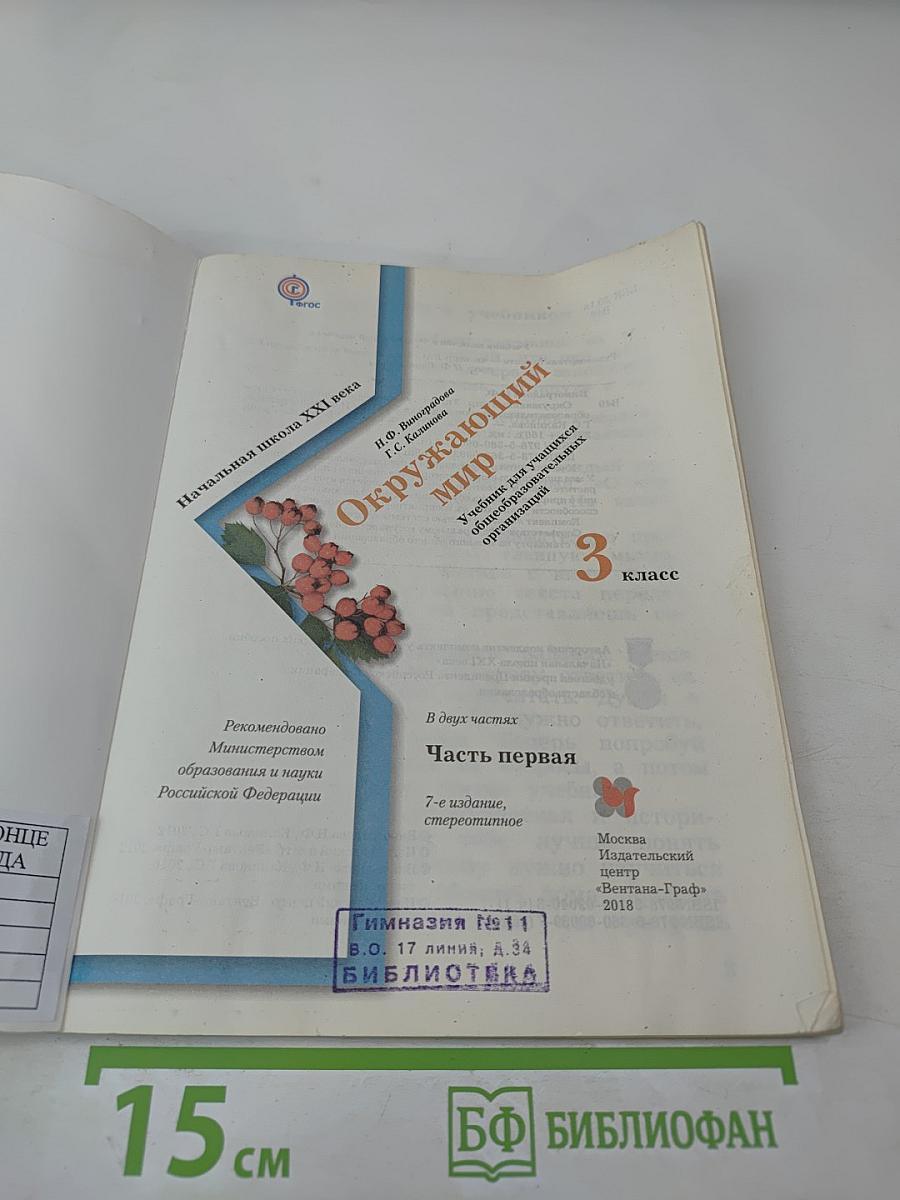 ФГОС
Начальная школа XXI века
Н.Ф. Виноградова
Г.С. Калинова
Окружающий
мир
Учебник для учащихся
общеобразовательных
организаций
3 класс
Рекомендовано
Министерством
образования и науки
Российской Федерации
В двух частях
Часть первая
7-е издание,
стереотипное
Москва
Издательский
центр
«Вентана-Граф»
2018
Гимназия №11
В.О. 17 линия, д.34
БИБЛИОТЕКА
ОНЦЕ
ДА
15 см
БФ БИБЛИОФАН